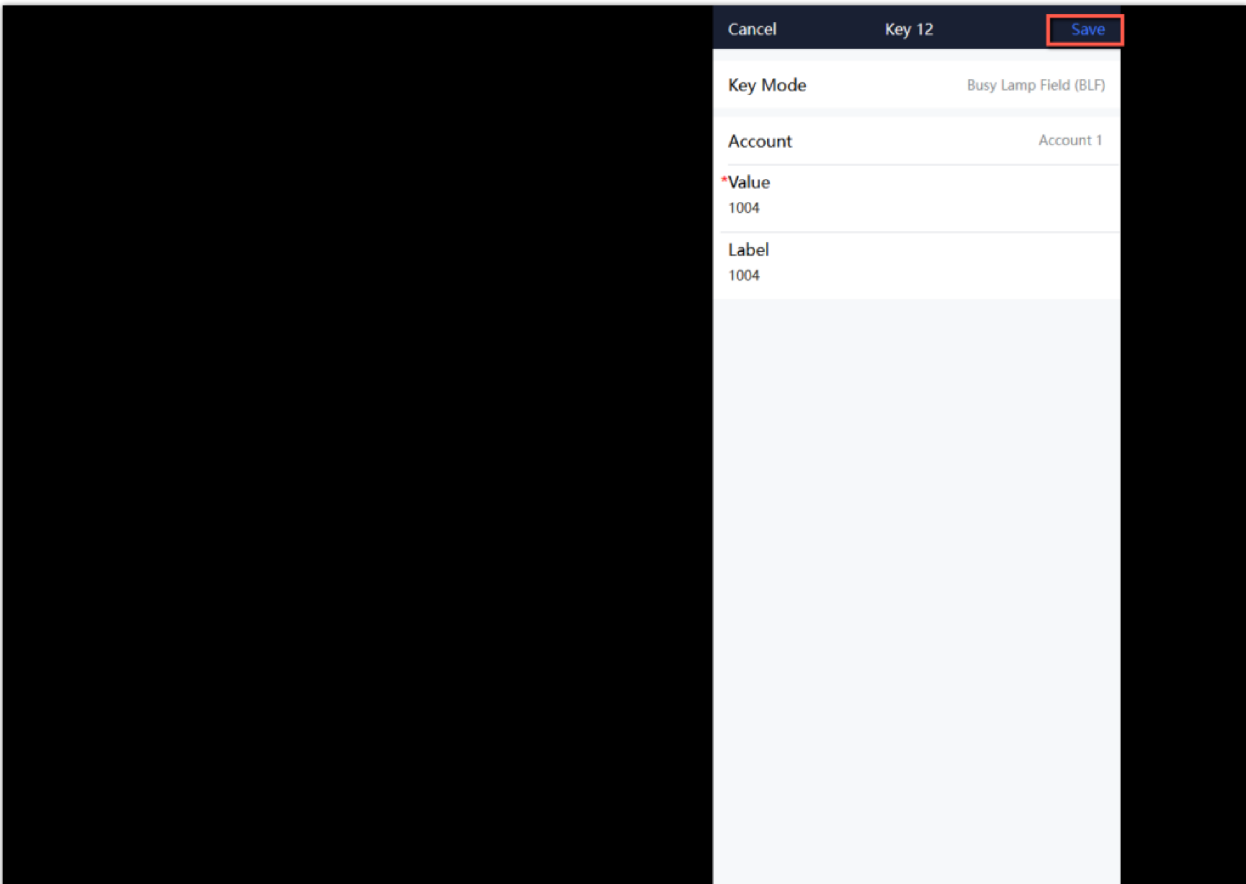 Cancel Key 12 Save
Key Mode Busy Lamp Field (BLF)
Account Account 1
*Value
1004
Label
1004